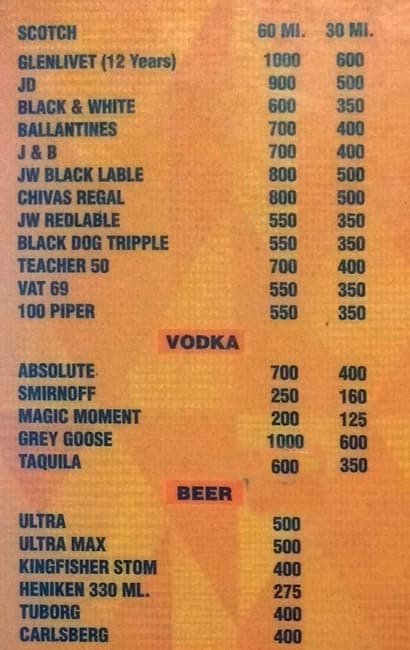 SCOTCH 60 Ml. 30 Ml.
GLENLIVET (12 Years) 1000 600
JD 900 500
BLACK & WHITE 600 350
BALLANTINES 700 400
J & B 700 400
JW BLACK LABLE 800 500
CHIVAS REGAL 800 500
JW REDLABLE 550 350
BLACK DOG TRIPPLE 550 350
TEACHER 50 700 400
VAT 69 550 350
100 PIPER 550 350
VODKA
ABSOLUTE 700 400
SMIRNOFF 250 160
MAGIC MOMENT 200 125
GREY GOOSE 1000 600
TAQUILA 600 350
BEER
ULTRA 500
ULTRA MAX 500
KINGFISHER STOM 400
HENIKEN 330 ML. 275
TUBORG 400
CARLSBERG 400